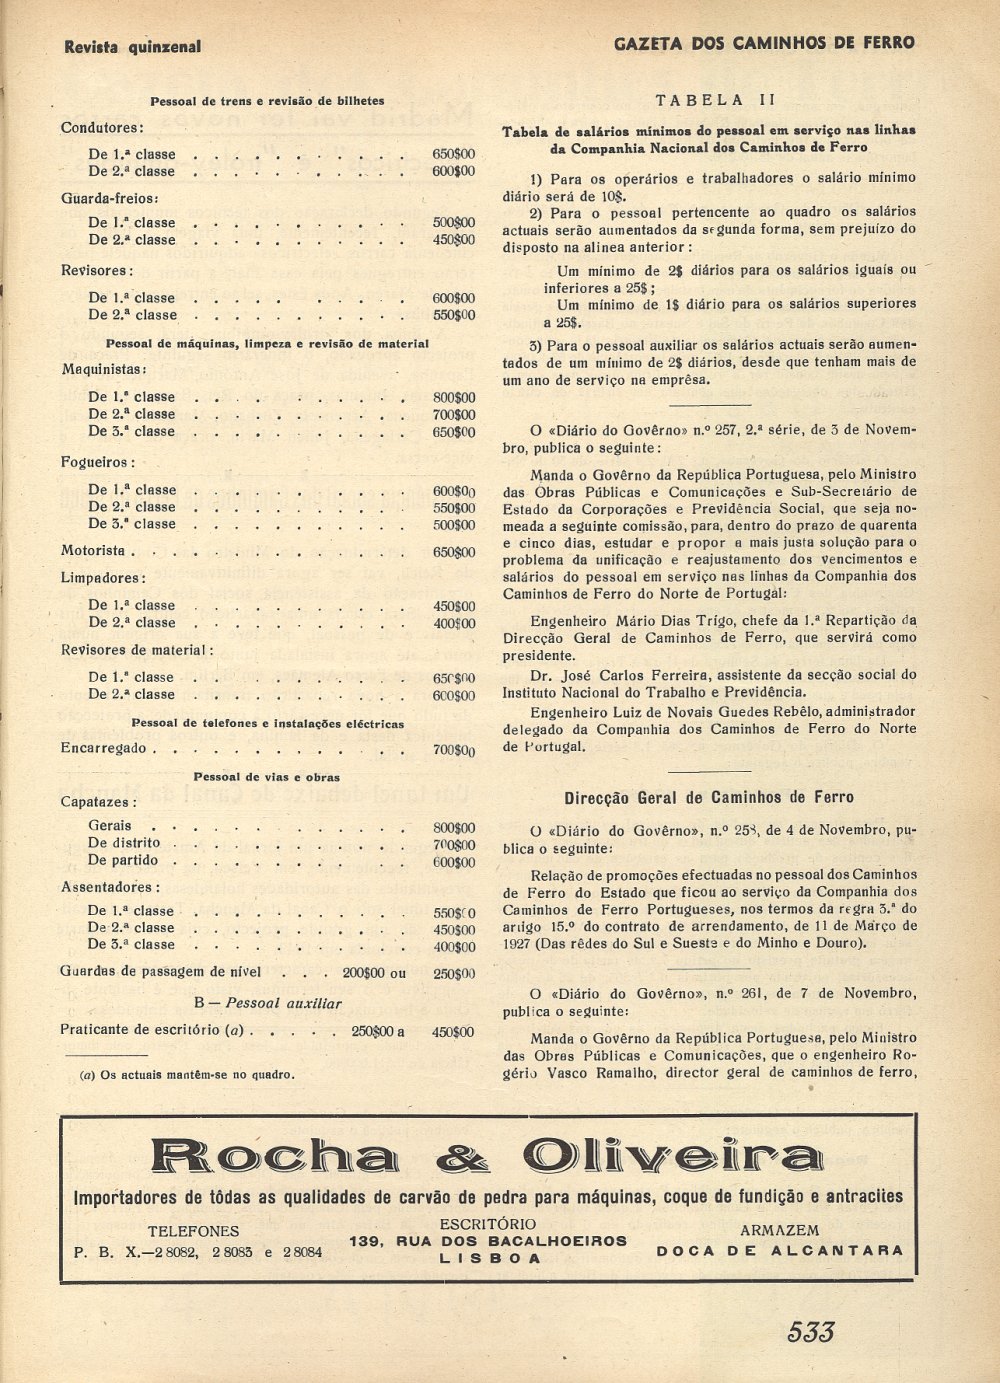 Revista quinzenal
GAZETA DOS CAMINHOS DE FERRO
Pessoal de trens e revisão de bilhetes
Condutores:
De 1.ª classe . . . . . . . . . . . 650$00
De 2.ª classe . . . . . . . . . . . 600$00
Guarda-freios:
De 1.ª classe . . . . . . . . . . . 500$00
De 2.ª classe . . . . . . . . . . . 450$00
Revisores:
De 1.ª classe . . . . . . . . . . 600$00
De 2.ª classe . . . . . . . . . . . 550$00
Pessoal de máquinas, limpeza e revisão de material
Maquinistas:
De 1.ª classe . . . . . . . . . . 800$00
De 2.ª classe . . . . . . . . . . . 700$00
De 3.ª classe . . . . . . . . . . . 650$00
Fogueiros:
De 1.ª classe . . . . . . . . . . . 600$00
De 2.ª classe . . . . . . . . . . . 550$00
De 3.ª classe . . . . . . . . . . . 500$00
Motorista . . . . . . . . . . . . . 650$00
Limpadores:
De 1.ª classe . . . . . . . . . . . 450$00
De 2.ª classe . . . . . . . . . . . 400$00
Revisores de material:
De 1.ª classe . . . . . . . . . . . 650$00
De 2.ª classe . . . . . . . . . . . 600$00
Pessoal de telefones e instalações eléctricas
Encarregado . . . . . . . . . . . . 700$00
Pessoal de vias e obras
Capatazes:
Gerais . . . . . . . . . . . . 800$00
De distrito . . . . . . . . . . . . 700$00
De partido . . . . . . . . . . . . 600$00
Assentadores:
De 1.ª classe . . . . . . . . . . . 550$00
De 2.ª classe . . . . . . . . . . . 450$00
De 3.ª classe . . . . . . . . . . . 400$00
Guardas de passagem de nível . . . 200$00 ou 250$00
B — Pessoal auxiliar
Praticante de escritório (a) . . . . . 250$00 a 450$00
(a) Os actuais mantêm-se no quadro.
TABELA II
Tabela de salários mínimos do pessoal em serviço nas linhas
da Companhia Nacional dos Caminhos de Ferro
1) Para os operários e trabalhadores o salário mínimo
diário será de 10$.
2) Para o pessoal pertencente ao quadro os salários
actuais serão aumentados da segunda forma, sem prejuízo do
disposto na alinea anterior:
Um mínimo de 2$ diários para os salários iguais ou
inferiores a 25$;
Um mínimo de 1$ diário para os salários superiores
a 25$.
3) Para o pessoal auxiliar os salários actuais serão aumen-
tados de um mínimo de 2$ diários, desde que tenham mais de
um ano de serviço na emprêsa.
O «Diário do Govêrno» n.º 257, 2.ª série, de 3 de Novem-
bro, publica o seguinte:
Manda o Govêrno da República Portuguesa, pelo Ministro
das Obras Públicas e Comunicações e Sub-Secretário de
Estado da Corporações e Previdência Social, que seja no-
meada a seguinte comissão, para, dentro do prazo de quarenta
e cinco dias, estudar e propor a mais justa solução para o
problema da unificação e reajustamento dos vencimentos e
salários do pessoal em serviço nas linhas da Companhia dos
Caminhos de Ferro do Norte de Portugal:
Engenheiro Mário Dias Trigo, chefe da 1.ª Repartição da
Direcção Geral de Caminhos de Ferro, que servirá como
presidente.
Dr. José Carlos Ferreira, assistente da secção social do
Instituto Nacional do Trabalho e Previdência.
Engenheiro Luiz de Novais Guedes Rebêlo, administrador
delegado da Companhia dos Caminhos de Ferro do Norte
de Portugal.
Direcção Geral de Caminhos de Ferro
O «Diário do Govêrno», n.º 258, de 4 de Novembro, pu-
blica o seguinte:
Relação de promoções efectuadas no pessoal dos Caminhos
de Ferro do Estado que ficou ao serviço da Companhia dos
Caminhos de Ferro Portugueses, nos termos da regra 3.ª do
artigo 15.º do contrato de arrendamento, de 11 de Março de
1927 (Das rêdes do Sul e Sueste e do Minho e Douro).
O «Diário do Govêrno», n.º 261, de 7 de Novembro,
publica o seguinte:
Manda o Govêrno da República Portuguesa, pelo Ministro
das Obras Públicas e Comunicações, que o engenheiro Ro-
gério Vasco Ramalho, director geral de caminhos de ferro,
Rocha & Oliveira
Importadores de tôdas as qualidades de carvão de pedra para máquinas, coque de fundição e antracites
TELEFONES
P. B. X.—2 8082, 2 8083 e 2 8084
ESCRITÓRIO
139, RUA DOS BACALHOEIROS
LISBOA
ARMAZEM
DOCA DE ALCANTARA
533